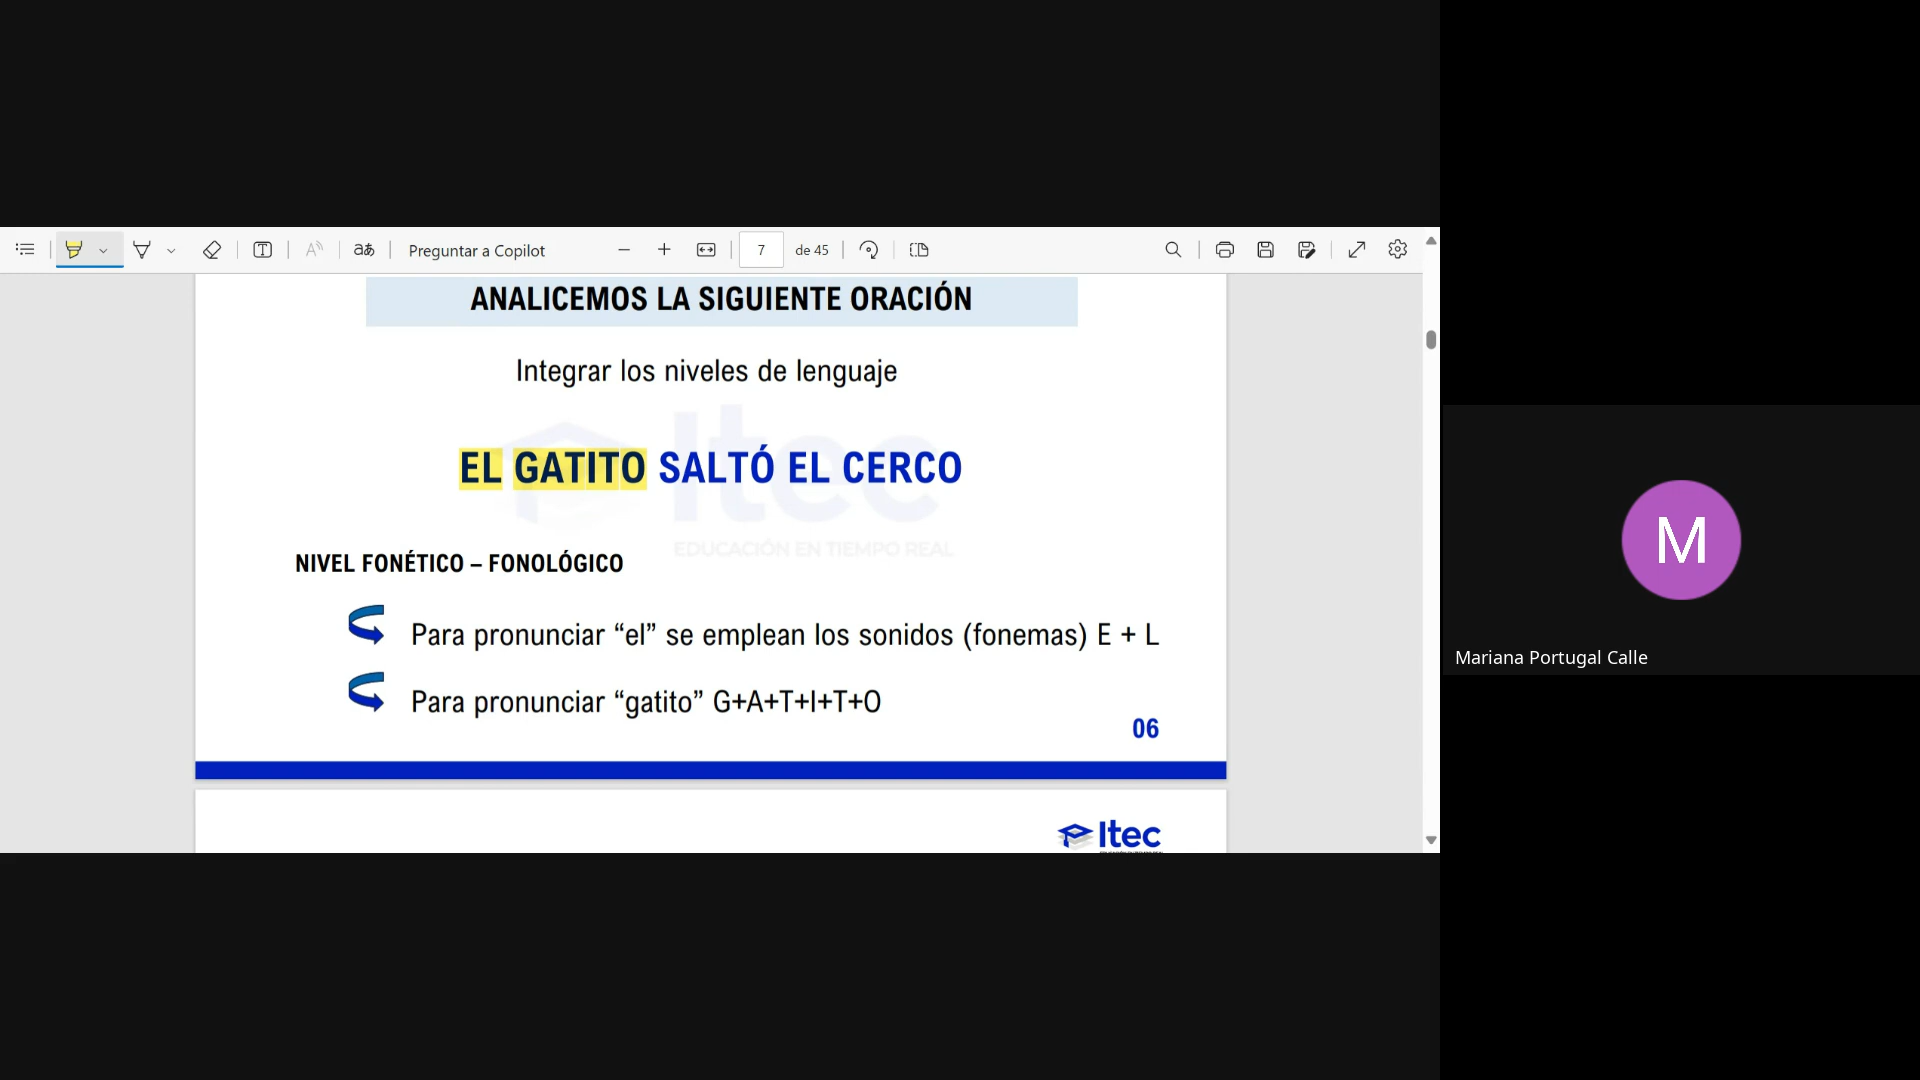 Preguntar a Copilot
7 de 45
ANALICEMOS LA SIGUIENTE ORACIÓN
Integrar los niveles de lenguaje
EL GATITO SALTÓ EL CERCO
Itec
EDUCACIÓN EN TIEMPO REAL
NIVEL FONÉTICO – FONOLÓGICO
Para pronunciar “el” se emplean los sonidos (fonemas) E + L
Para pronunciar “gatito” G+A+T+I+T+O
06
Itec
M
Mariana Portugal Calle